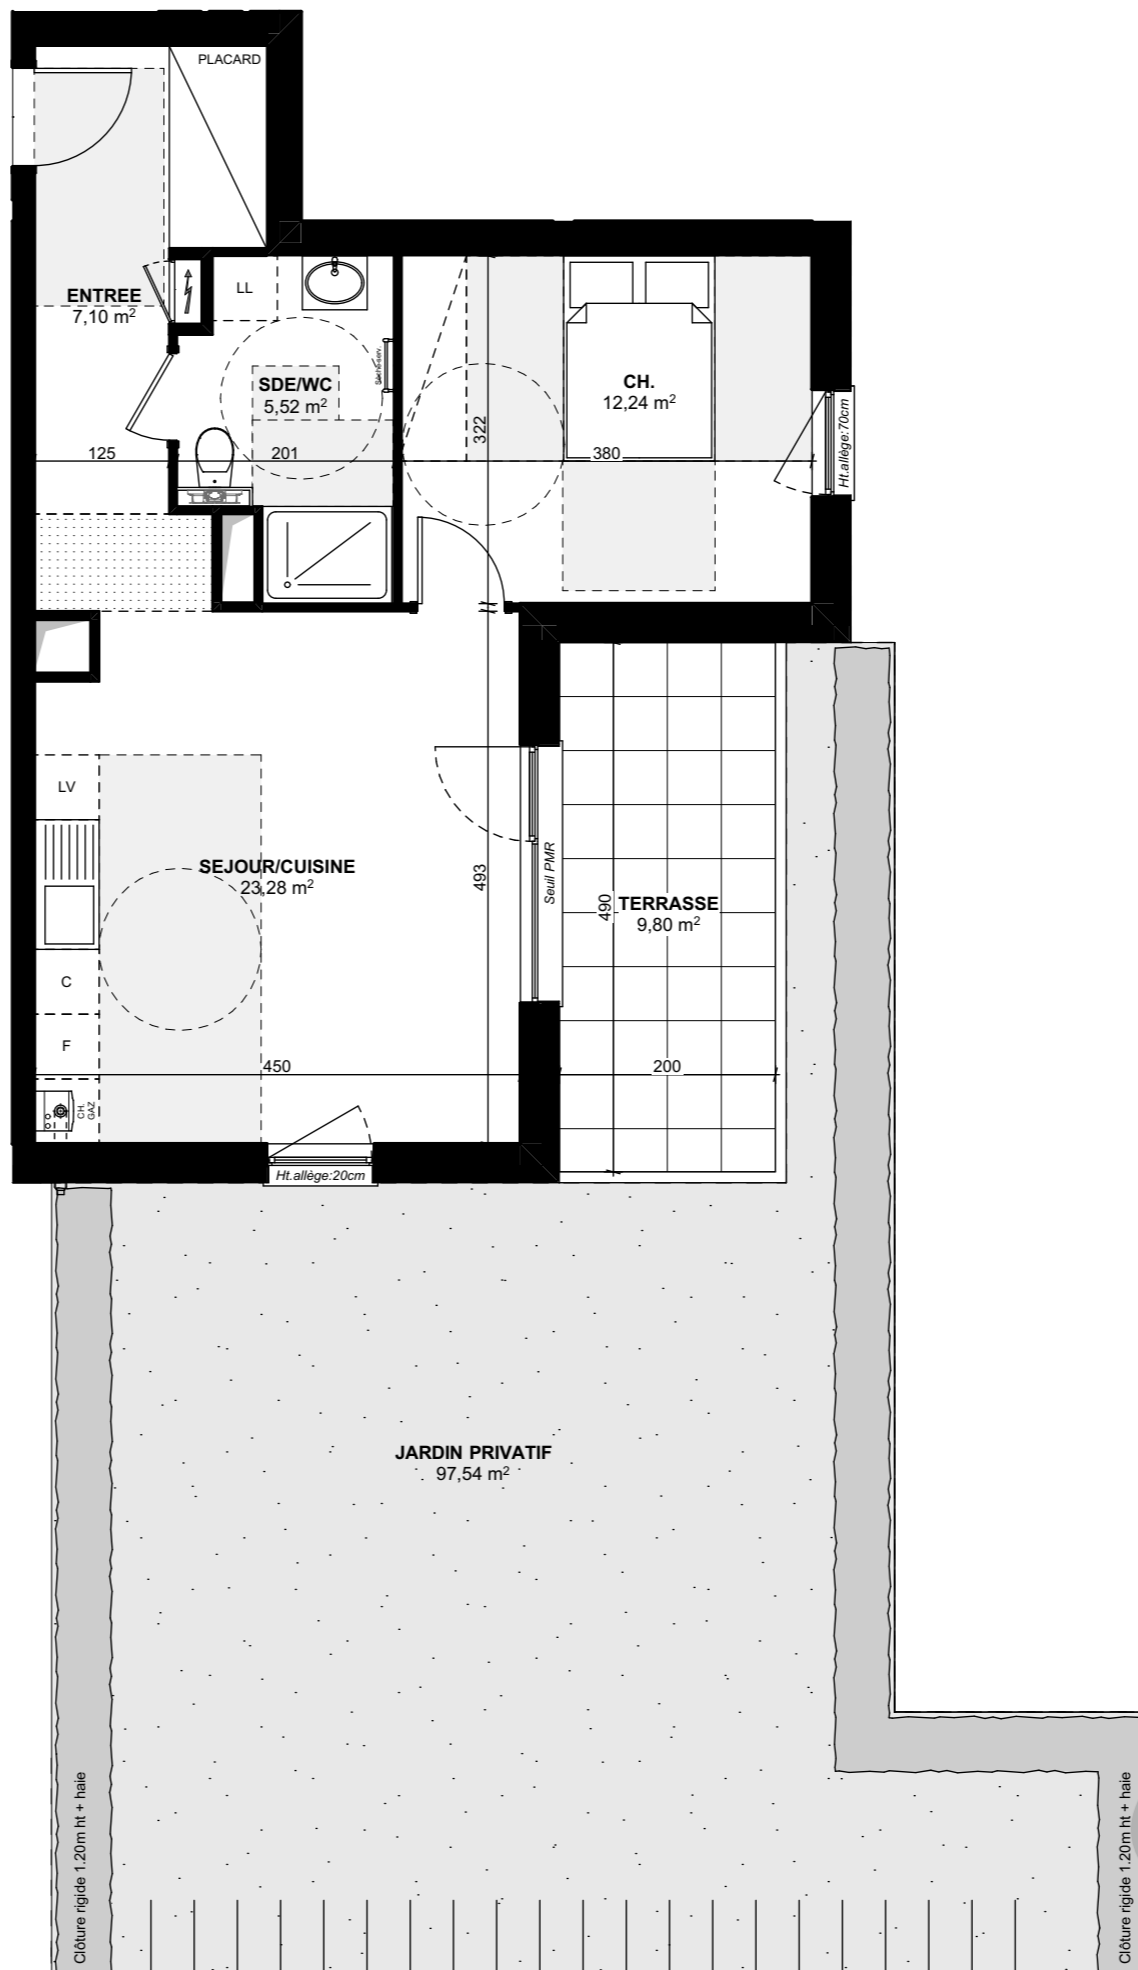 PLACARD
ENTREE
7,10 m²
LL
Sèche-serv.
SDE/WC
5,52 m²
CH.
12,24 m²
322
125
201
380
Ht.allège:70cm
LV
SEJOUR/CUISINE
23,28 m²
493
Seuil PMR
490
TERRASSE
9,80 m²
C
F
450
200
CH.
GAZ
Ht.allège:20cm
JARDIN PRIVATIF
97,54 m²
Clôture rigide 1.20m ht + haie
Clôture rigide 1.20m ht + haie